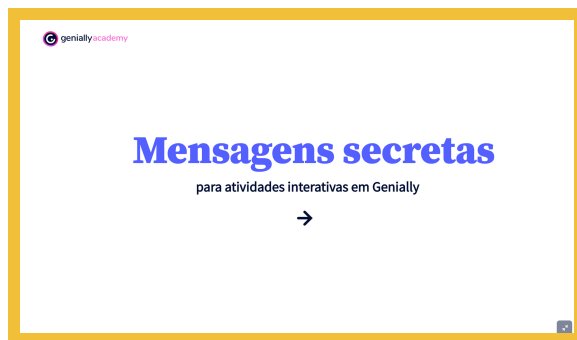 geniallyacademy
Mensagens secretas
para atividades interativas em Genially